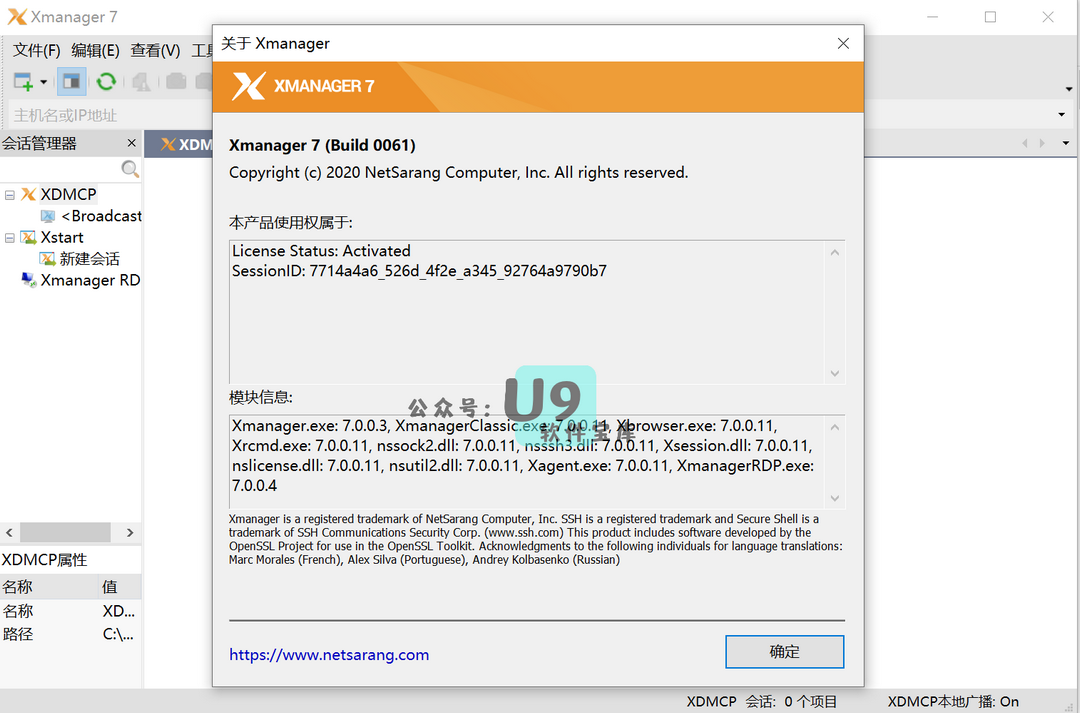 Xmanager 7
文件(F) 编辑(E) 查看(V) 工具
主机名或IP地址
会话管理器
XDM
XDMCP
<Broadcast
Xstart
新建会话
Xmanager RD
XDMCP属性
名称 值
名称 XD...
路径 C:\...
关于 Xmanager
XMANAGER 7
Xmanager 7 (Build 0061)
Copyright (c) 2020 NetSarang Computer, Inc. All rights reserved.
本产品使用权属于:
License Status: Activated
SessionID: 7714a4a6_526d_4f2e_a345_92764a9790b7
模块信息:
公众号: U9
软件宝库
Xmanager.exe: 7.0.0.3, XmanagerClassic.exe: 7.0.0.11, Xbrowser.exe: 7.0.0.11,
Xrcmd.exe: 7.0.0.11, nssock2.dll: 7.0.0.11, nsssh3.dll: 7.0.0.11, Xsession.dll: 7.0.0.11,
nslicense.dll: 7.0.0.11, nsutil2.dll: 7.0.0.11, Xagent.exe: 7.0.0.11, XmanagerRDP.exe:
7.0.0.4
Xmanager is a registered trademark of NetSarang Computer, Inc. SSH is a registered trademark and Secure Shell is a
trademark of SSH Communications Security Corp. (www.ssh.com) This product includes software developed by the
OpenSSL Project for use in the OpenSSL Toolkit. Acknowledgments to the following individuals for language translations:
Marc Morales (French), Alex Silva (Portuguese), Andrey Kolbasenko (Russian)
https://www.netsarang.com
确定
XDMCP 会话: 0 个项目 XDMCP本地广播: On